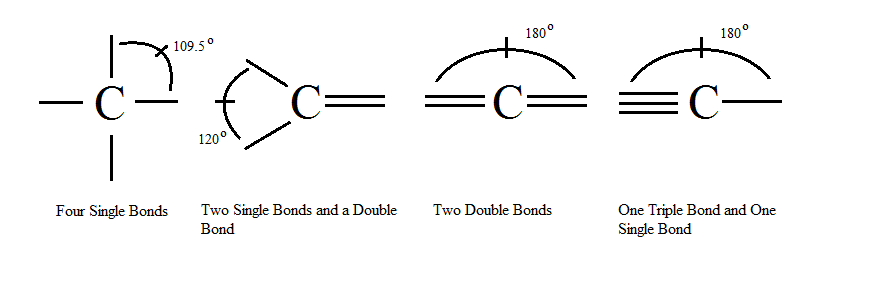 109.5°
C
120°
C
180°
C
180°
C
Four Single Bonds
Two Single Bonds and a Double
Bond
Two Double Bonds
One Triple Bond and One
Single Bond